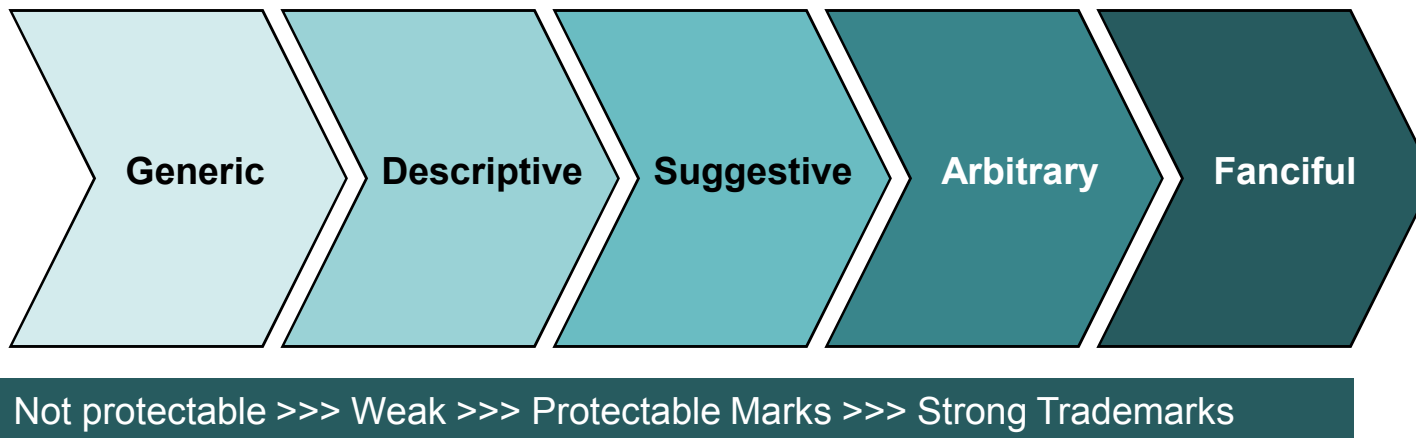 Generic
Descriptive
Suggestive
Arbitrary
Fanciful
Not protectable >>> Weak >>> Protectable Marks >>> Strong Trademarks